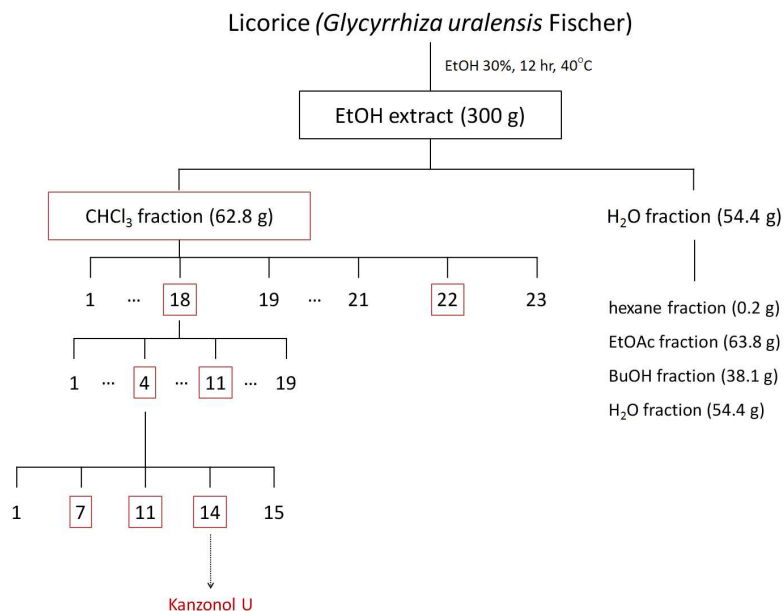 Licorice (Glycyrrhiza uralensis Fischer)
EtOH 30%, 12 hr, 40°C
EtOH extract (300 g)
CHCl₃ fraction (62.8 g)
H₂O fraction (54.4 g)
1 ... 18 19 ... 21 22 23
hexane fraction (0.2 g)
EtOAc fraction (63.8 g)
BuOH fraction (38.1 g)
H₂O fraction (54.4 g)
1 ... 4 ... 11 ... 19
1 7 11 14 15
Kanzonol U